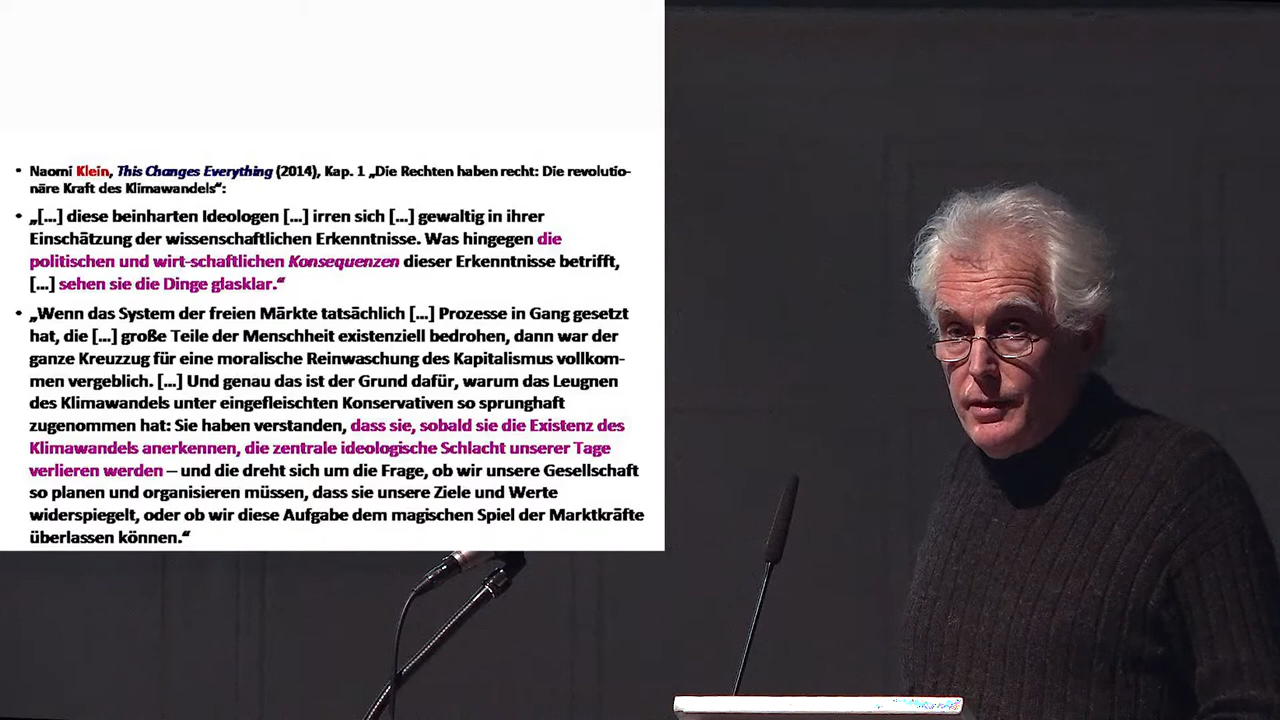 • Naomi Klein, This Changes Everything (2014), Kap. 1 „Die Rechten haben recht: Die revolutio-
näre Kraft des Klimawandels“:
• „[...] diese beinharten Ideologen [...] irren sich [...] gewaltig in ihrer
Einschätzung der wissenschaftlichen Erkenntnisse. Was hingegen die
politischen und wirt-schaftlichen Konsequenzen dieser Erkenntnisse betrifft,
[...] sehen sie die Dinge glasklar.“
• „Wenn das System der freien Märkte tatsächlich [...] Prozesse in Gang gesetzt
hat, die [...] große Teile der Menschheit existenziell bedrohen, dann war der
ganze Kreuzzug für eine moralische Reinwaschung des Kapitalismus vollkom-
men vergeblich. [...] Und genau das ist der Grund dafür, warum das Leugnen
des Klimawandels unter eingefleischten Konservativen so sprunghaft
zugenommen hat: Sie haben verstanden, dass sie, sobald sie die Existenz des
Klimawandels anerkennen, die zentrale ideologische Schlacht unserer Tage
verlieren werden – und die dreht sich um die Frage, ob wir unsere Gesellschaft
so planen und organisieren müssen, dass sie unsere Ziele und Werte
widerspiegelt, oder ob wir diese Aufgabe dem magischen Spiel der Marktkräfte
überlassen können.“